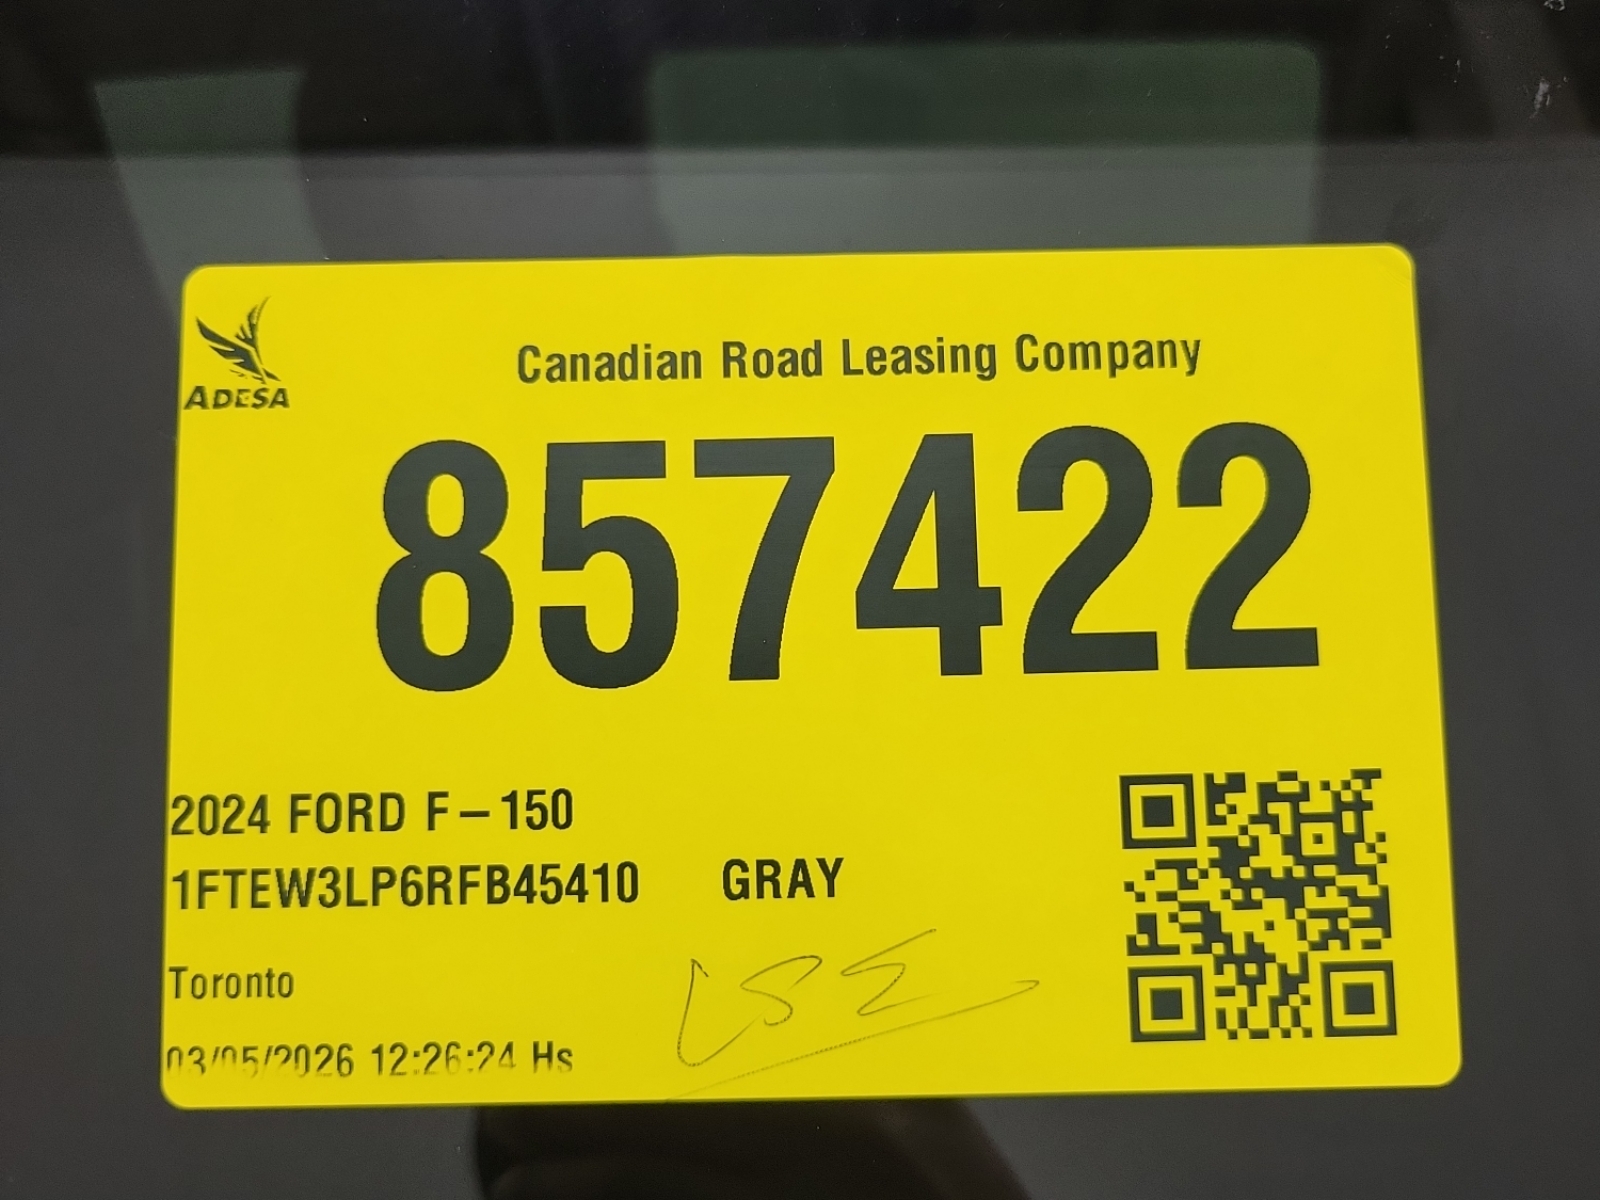 ADESA
Canadian Road Leasing Company
857422
2024 FORD F-150
1FTEW3LP6RFB45410 GRAY
Toronto
03/05/2026 12:26:24 Hs